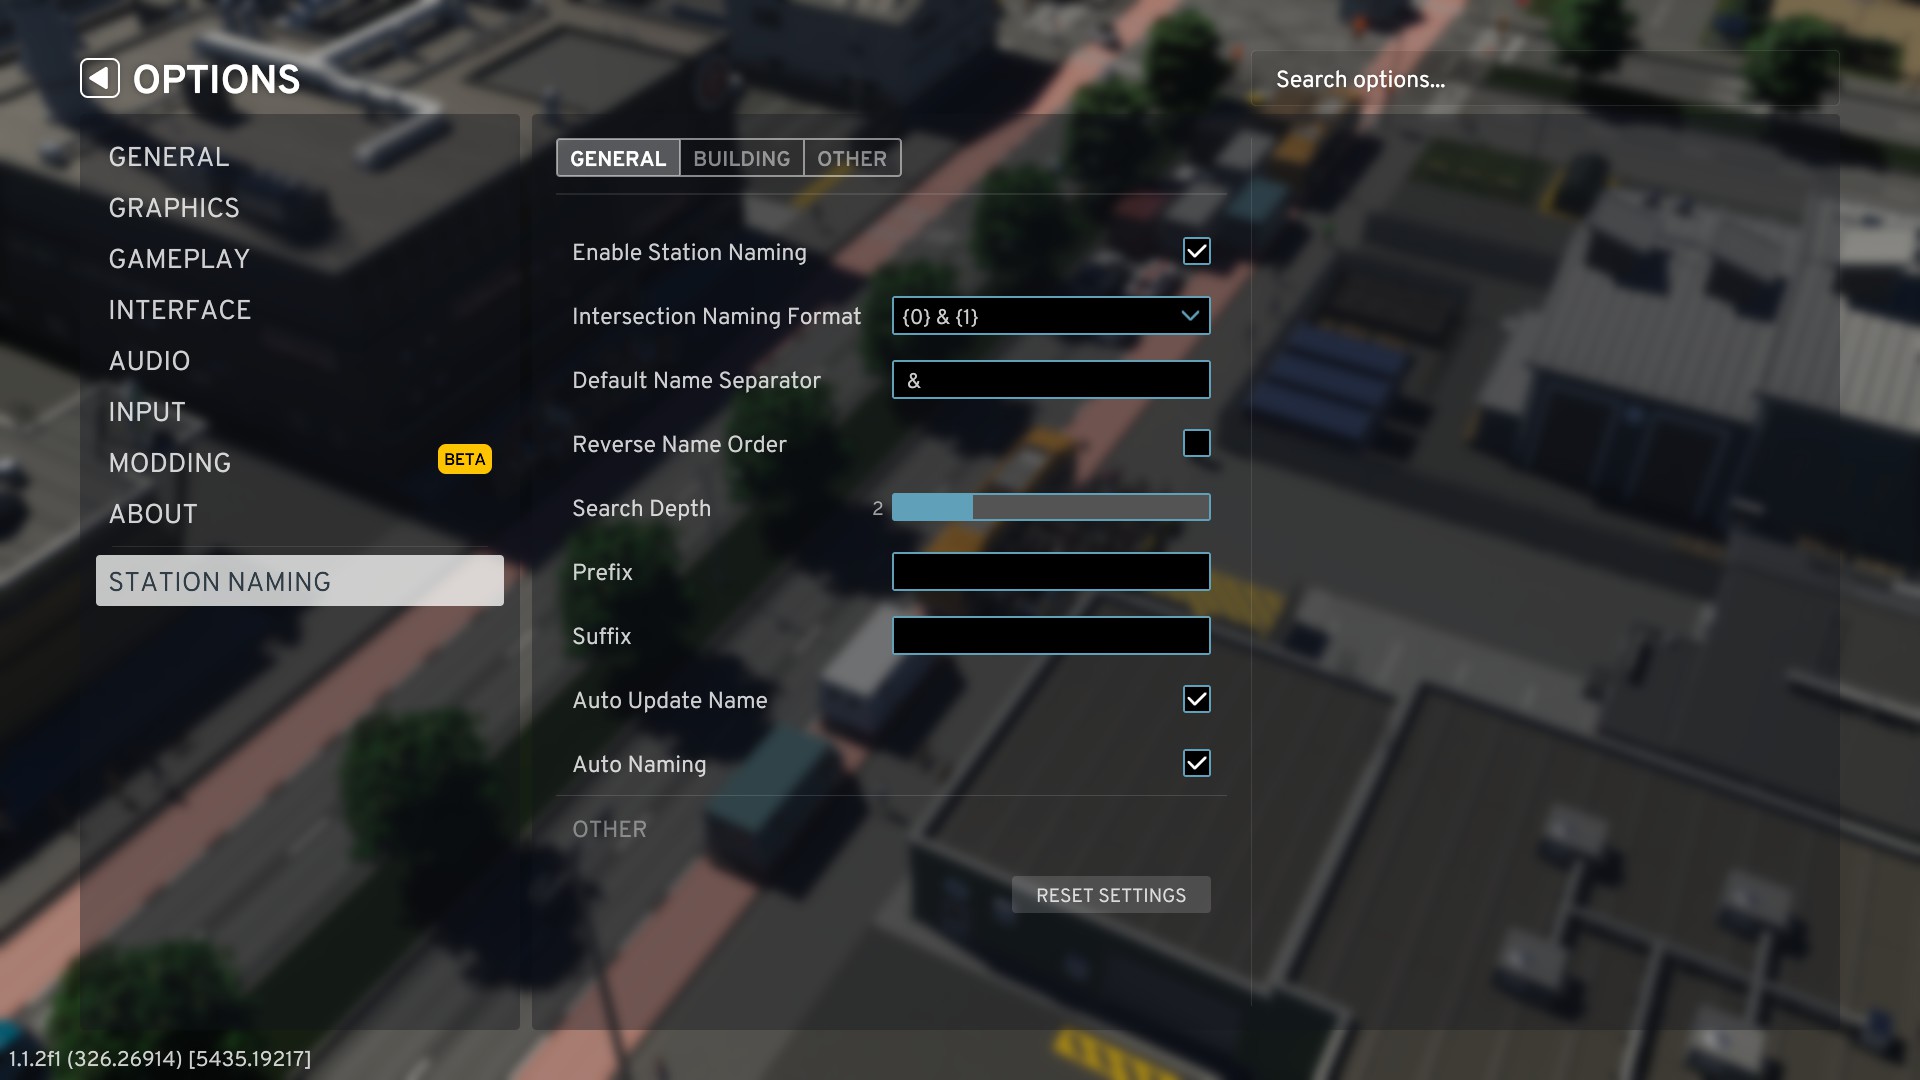 OPTIONS
Search options...
GENERAL
GRAPHICS
GAMEPLAY
INTERFACE
AUDIO
INPUT
MODDING
BETA
ABOUT
STATION NAMING
GENERAL BUILDING OTHER
Enable Station Naming
Intersection Naming Format {0} & {1}
Default Name Separator &
Reverse Name Order
Search Depth 2
Prefix
Suffix
Auto Update Name
Auto Naming
OTHER
RESET SETTINGS
1.1.2f1 (326.26914) [5435.19217]